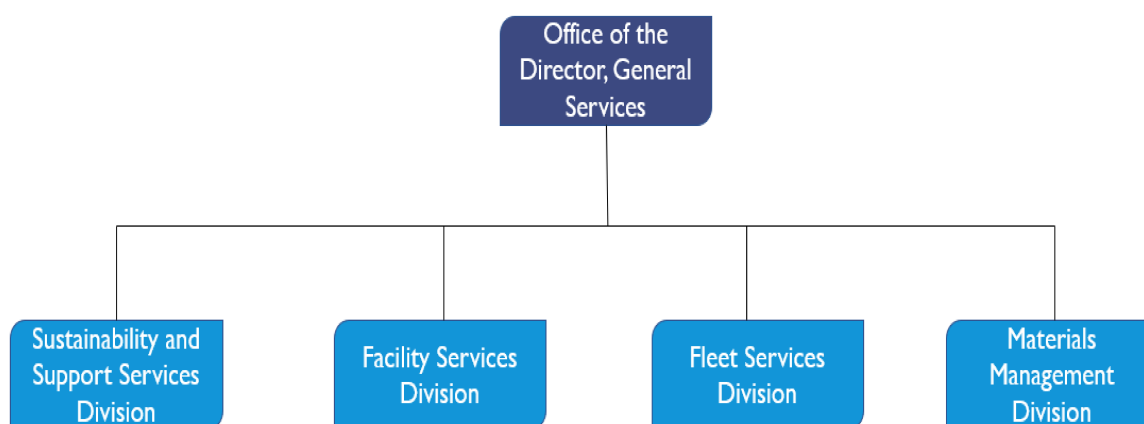 Office of the
Director, General
Services
Sustainability and
Support Services
Division
Facility Services
Division
Fleet Services
Division
Materials
Management
Division